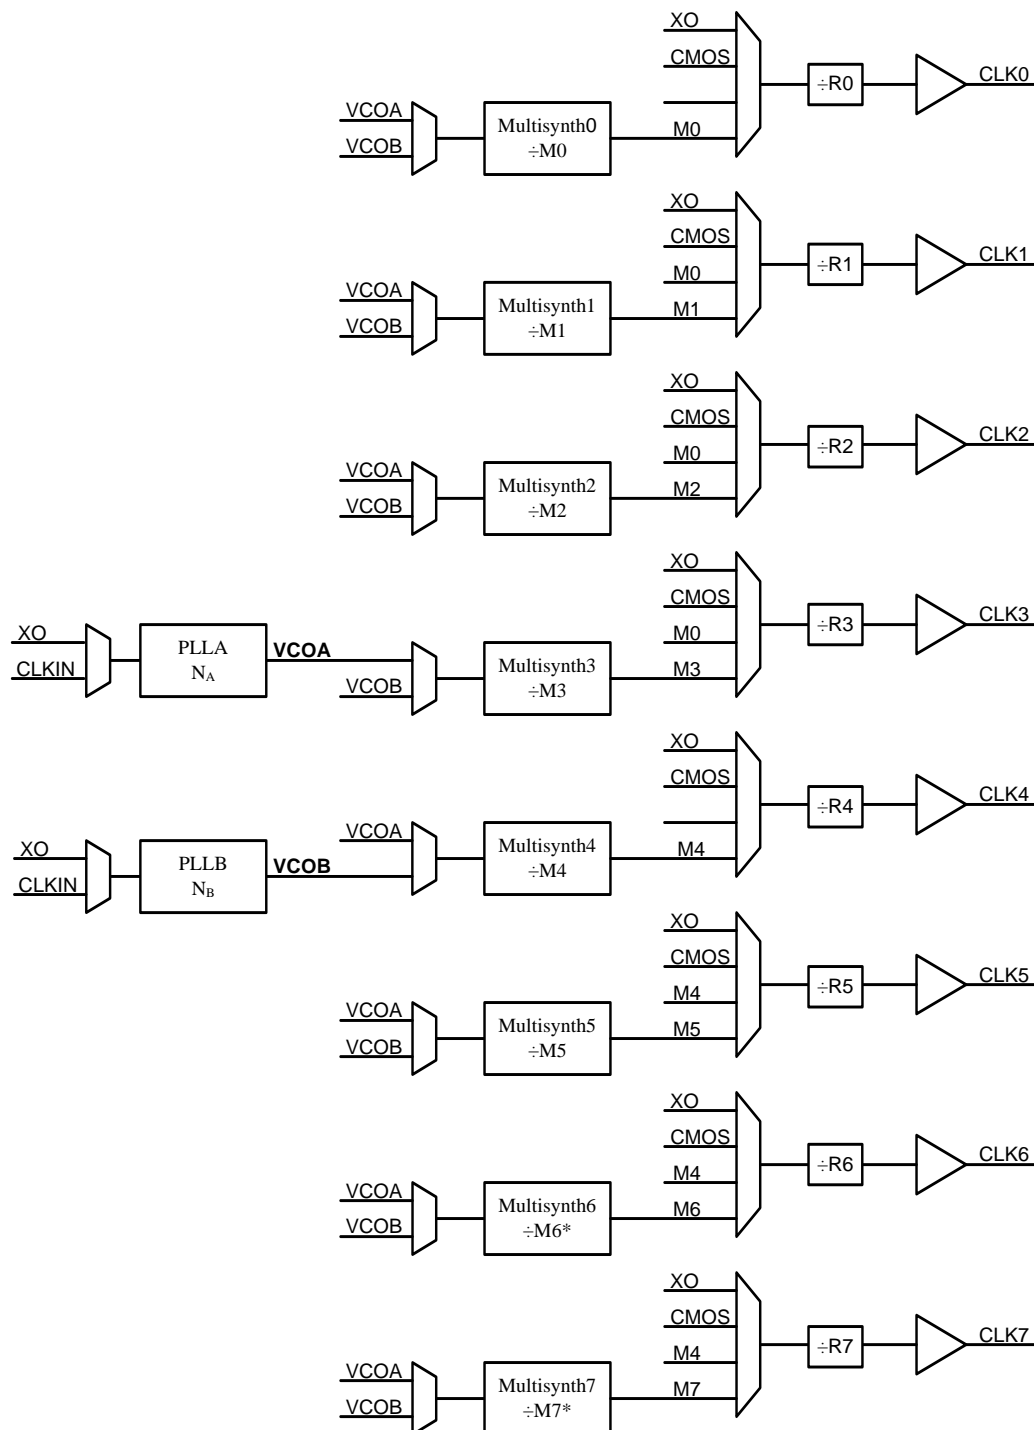 XO
CMOS
M0
÷R0
CLK0
VCOA
VCOB
Multisynth0
÷M0
XO
CMOS
M0
M1
÷R1
CLK1
VCOA
VCOB
Multisynth1
÷M1
XO
CMOS
M0
M2
÷R2
CLK2
VCOA
VCOB
Multisynth2
÷M2
XO
CMOS
M0
M3
÷R3
CLK3
XO
CLKIN
PLLA
NA
VCOA
VCOB
Multisynth3
÷M3
XO
CMOS
M4
÷R4
CLK4
XO
CLKIN
PLLB
NB
VCOB
VCOA
Multisynth4
÷M4
XO
CMOS
M4
M5
÷R5
CLK5
VCOA
VCOB
Multisynth5
÷M5
XO
CMOS
M4
M6
÷R6
CLK6
VCOA
VCOB
Multisynth6
÷M6*
XO
CMOS
M4
M7
÷R7
CLK7
VCOA
VCOB
Multisynth7
÷M7*